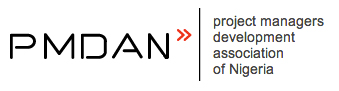 PMDAN»
project managers
development
association
of Nigeria